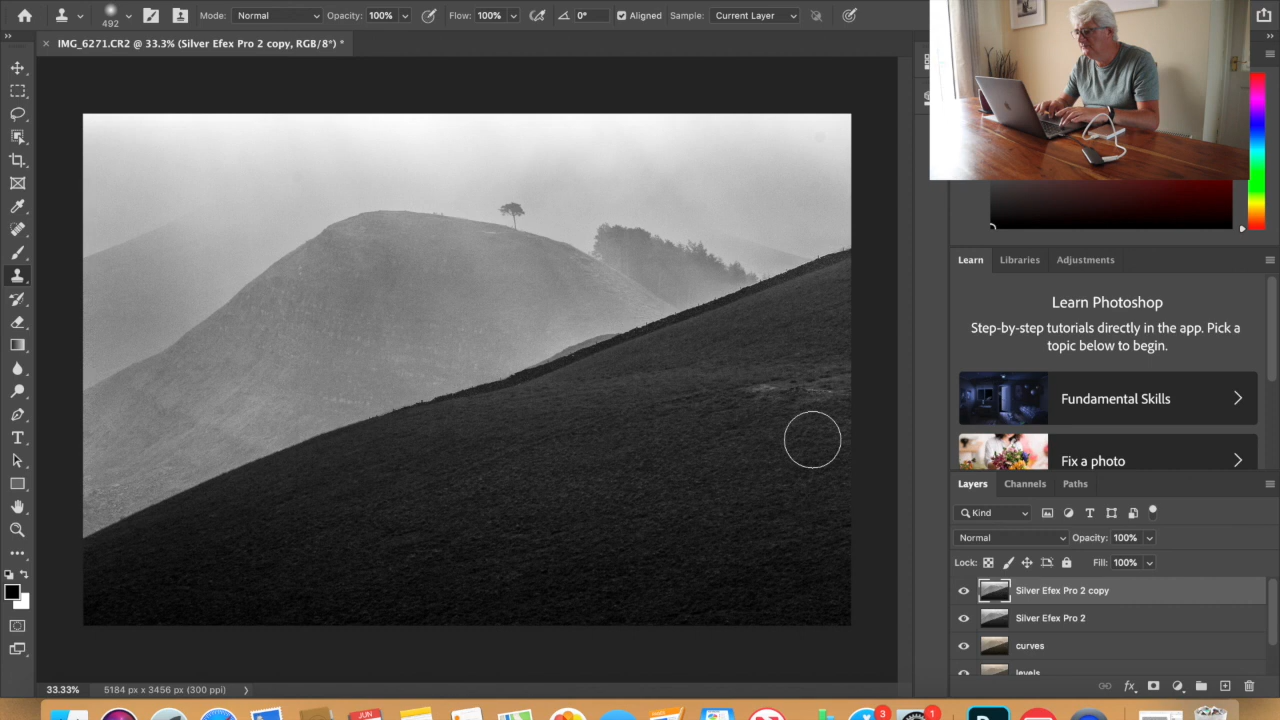 492
Mode: Normal Opacity: 100% Flow: 100% 0° Aligned Sample: Current Layer
IMG_6271.CR2 @ 33.3% (Silver Efex Pro 2 copy, RGB/8*) *
Learn Libraries Adjustments
Learn Photoshop
Step-by-step tutorials directly in the app. Pick a
topic below to begin.
Fundamental Skills
Fix a photo
Layers Channels Paths
Kind
Normal Opacity: 100%
Lock: Fill: 100%
Silver Efex Pro 2 copy
Silver Efex Pro 2
curves
levels
33.33% 5184 px x 3456 px (300 ppi)
JUN
3
1